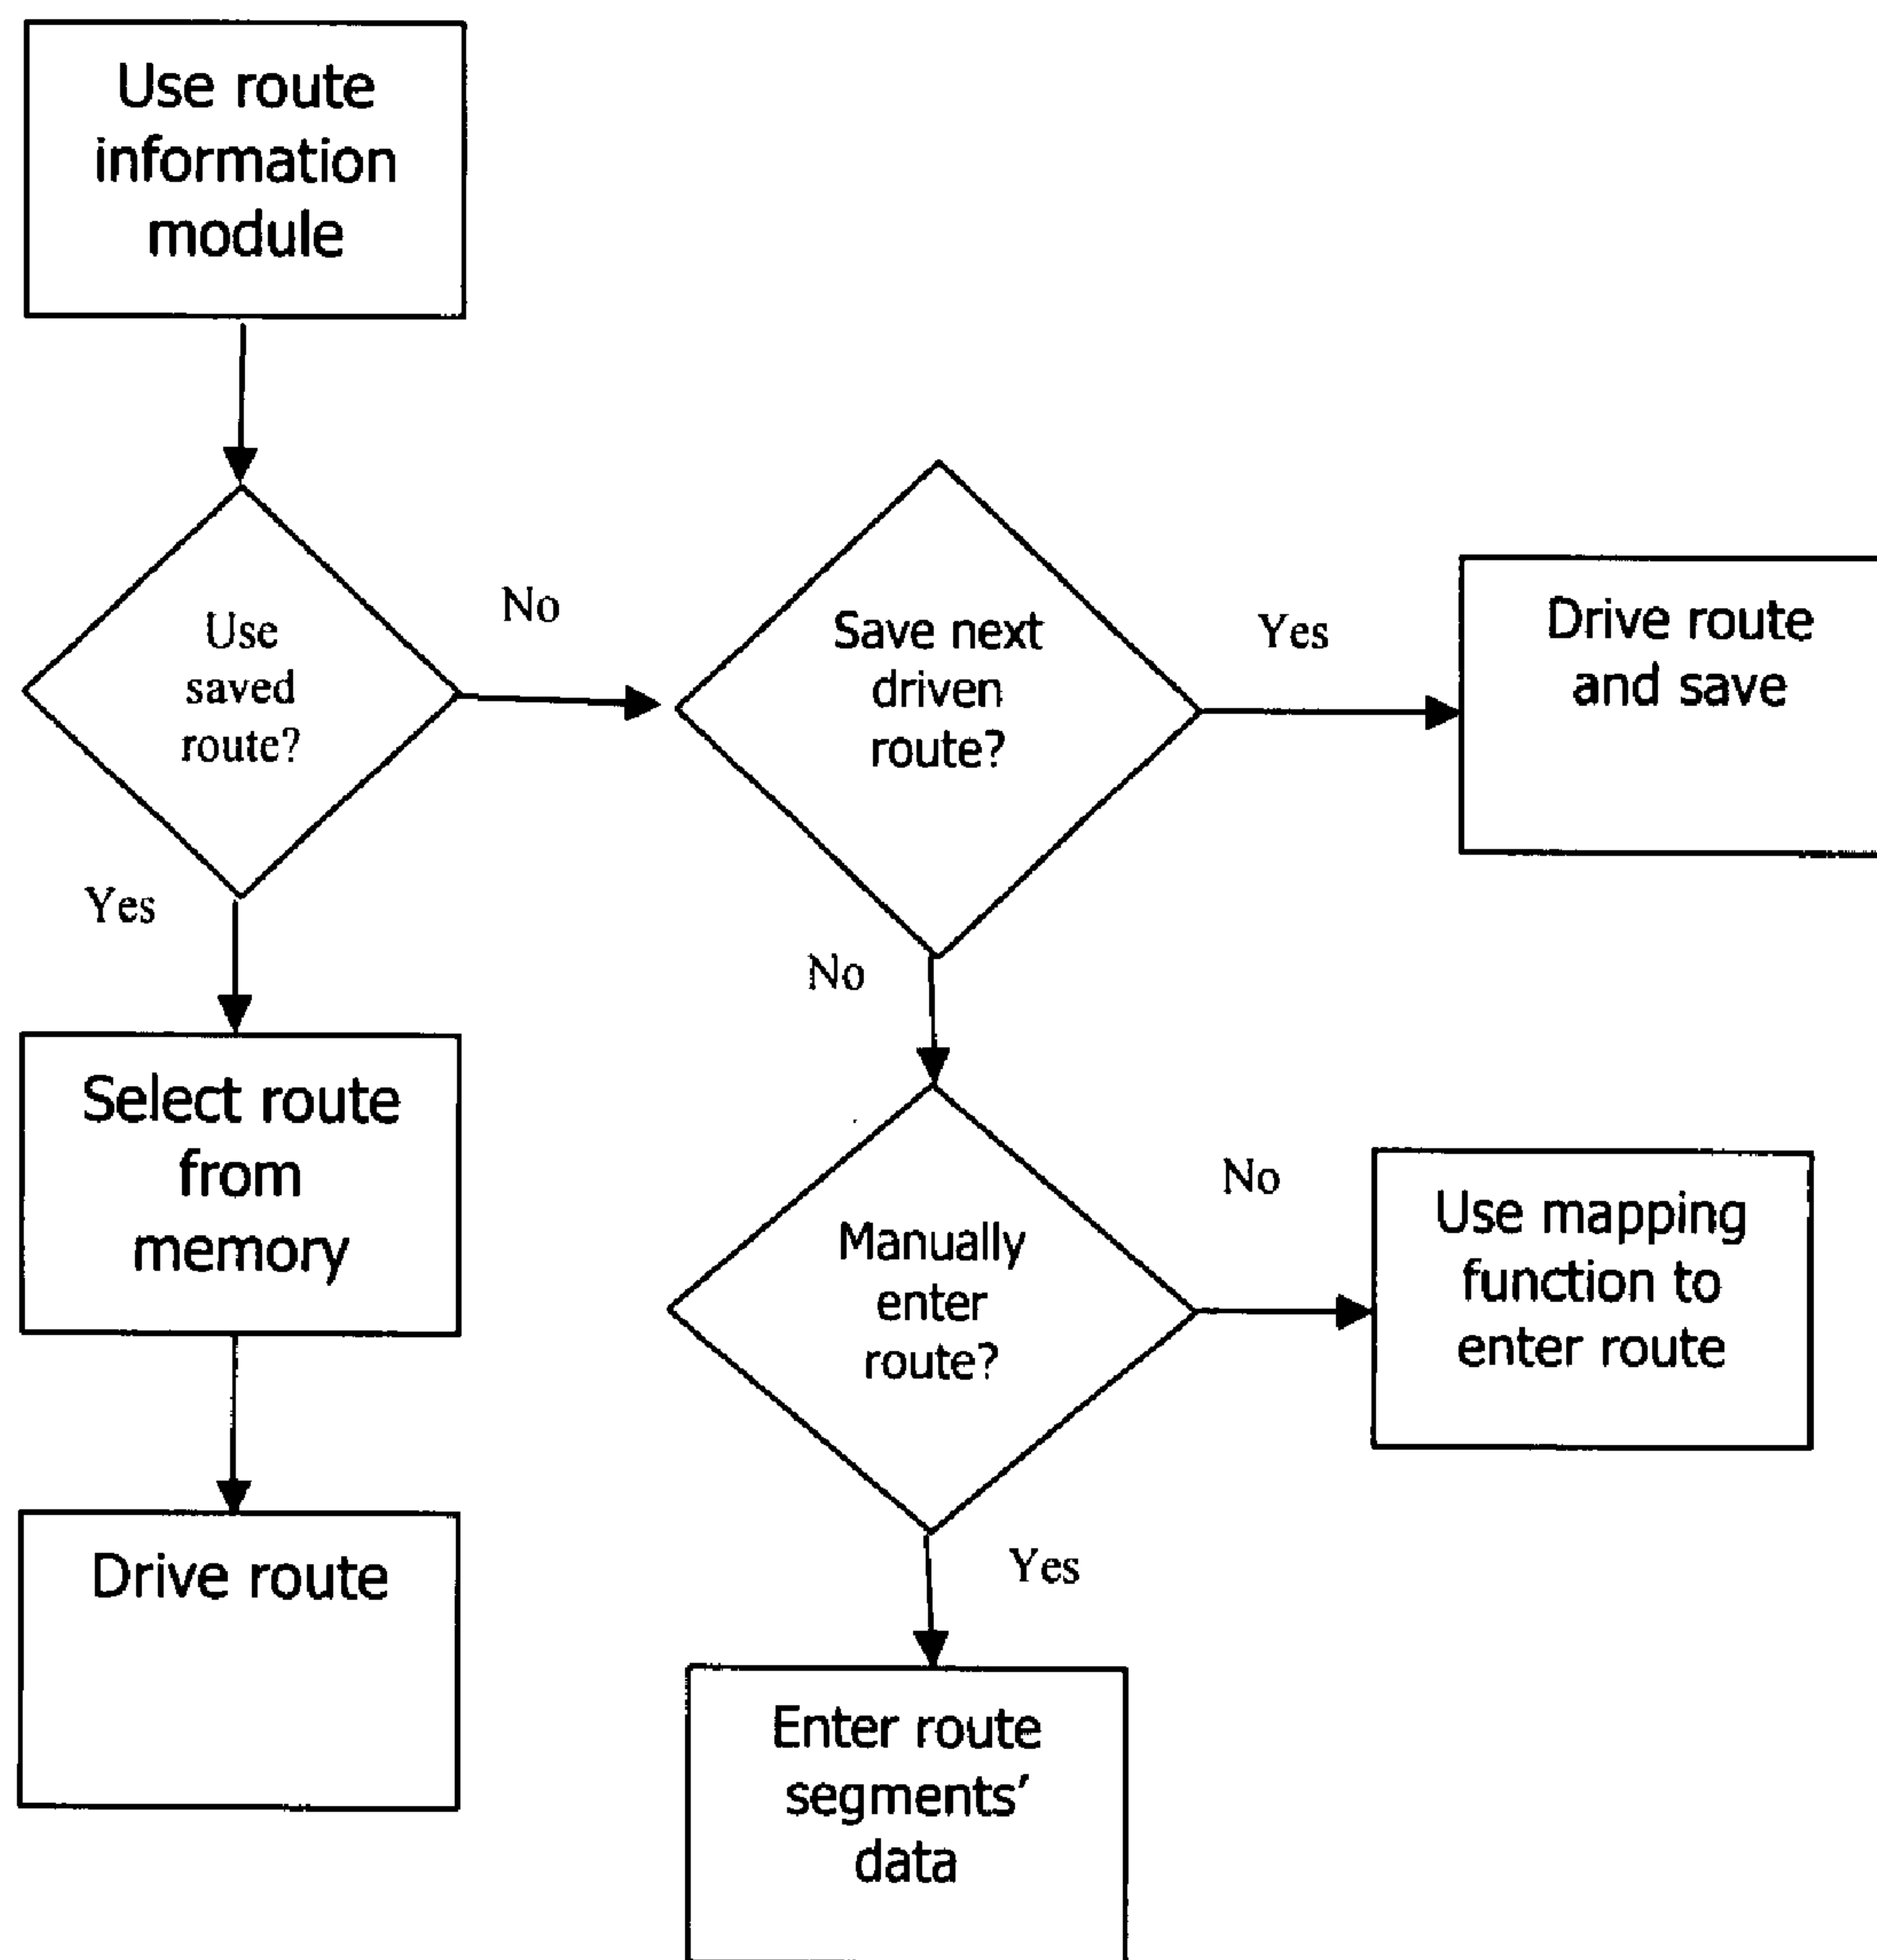 Use route
information
module
Use
saved
route?
No
Save next
driven
route?
Yes
Drive route
and save
Yes
No
Select route
from
memory
Manually
enter
route?
No
Use mapping
function to
enter route
Drive route
Yes
Enter route
segments’
data